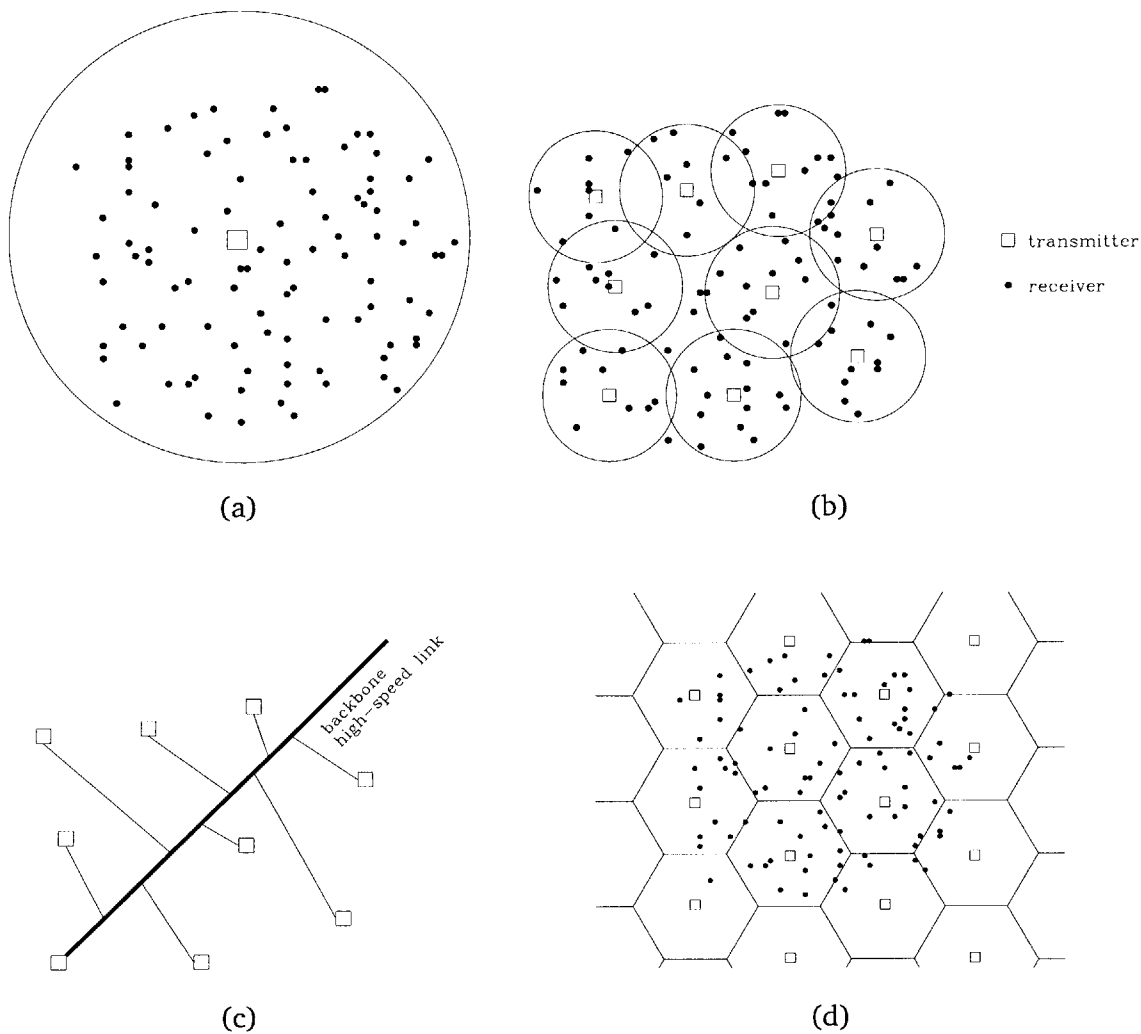 transmitter
receiver
(a)
(b)
backbone
high-speed link
(c)
(d)